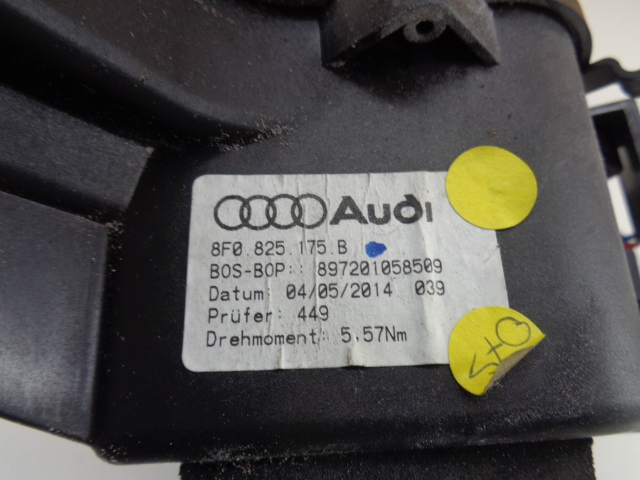 Audi
8F0.825.175.B
BOS-BOP:: 897201058509
Datum: 04/05/2014 039
Prüfer: 449
Drehmoment: 5.57Nm